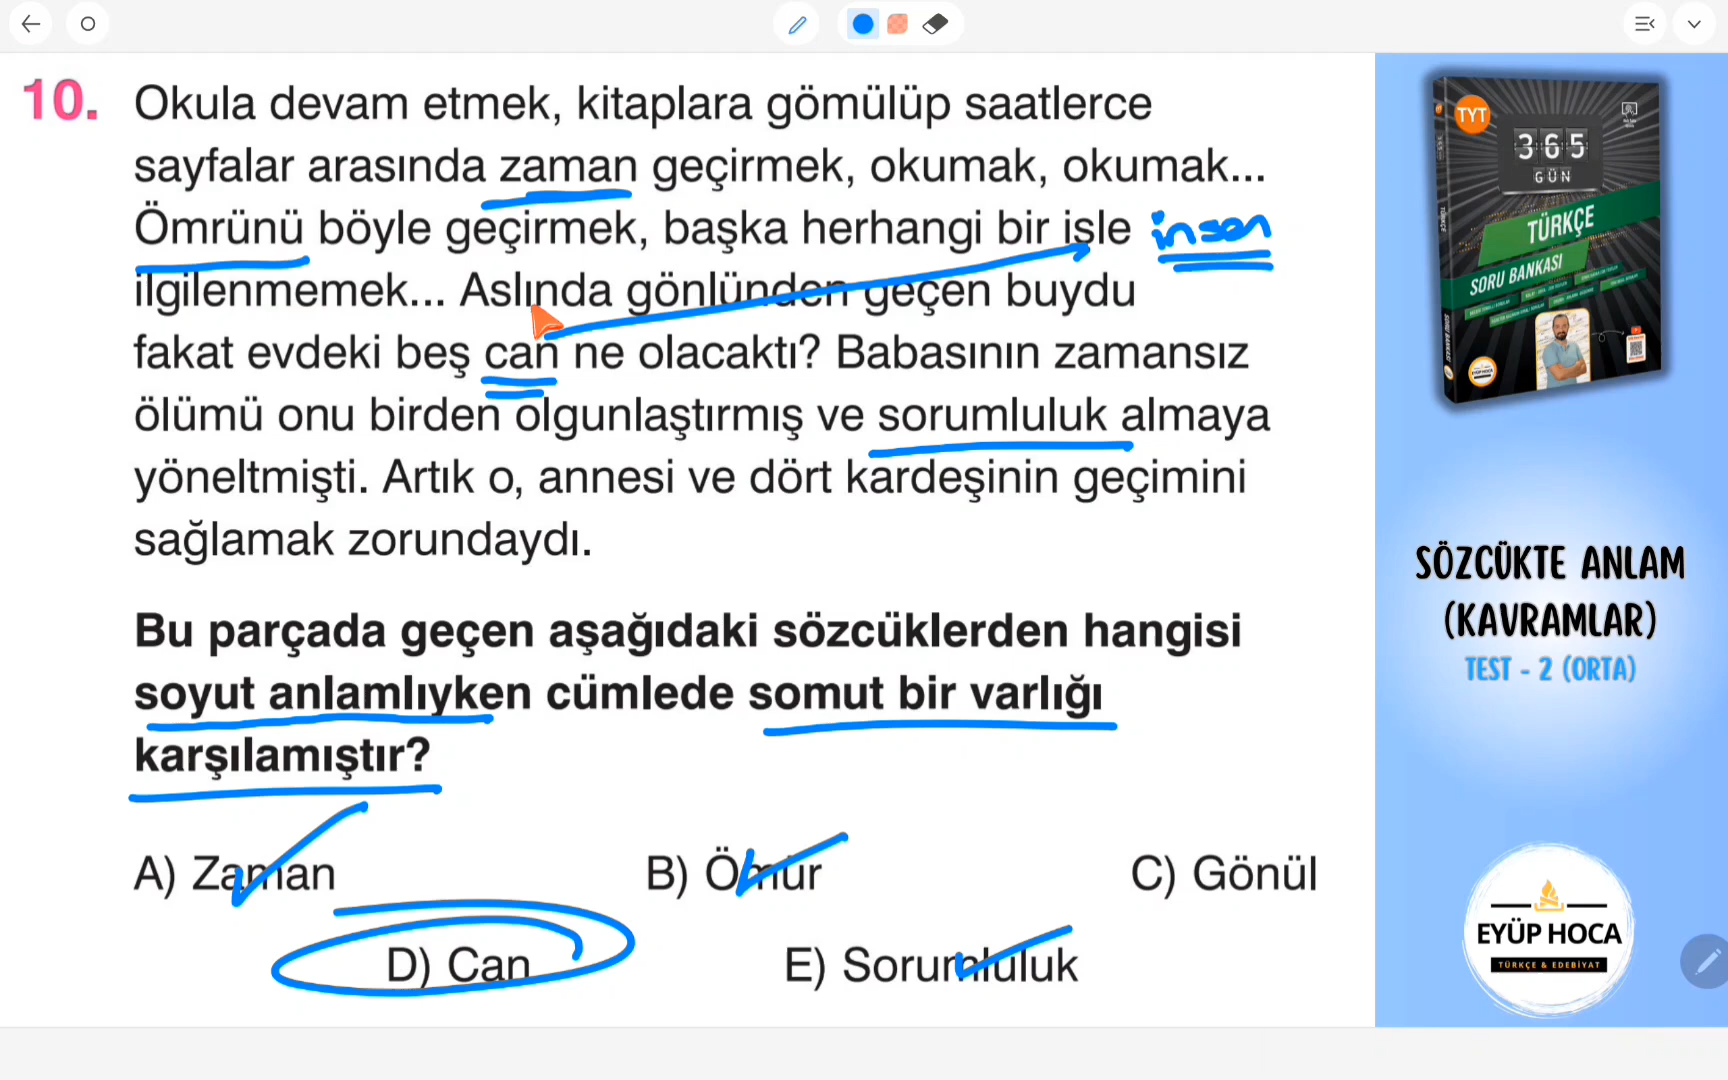 10. Okula devam etmek, kitaplara gömülüp saatlerce
sayfalar arasında zaman geçirmek, okumak, okumak...
Ömrünü böyle geçirmek, başka herhangi bir işle insan
ilgilenmemek... Aslında gönlünden geçen buydu
fakat evdeki beş can ne olacaktı? Babasının zamansız
ölümü onu birden olgunlaştırmış ve sorumluluk almaya
yöneltmişti. Artık o, annesi ve dört kardeşinin geçimini
sağlamak zorundaydı.
Bu parçada geçen aşağıdaki sözcüklerden hangisi
soyut anlamlıyken cümlede somut bir varlığı
karşılamıştır?
A) Zaman B) Ömür C) Gönül
D) Can E) Sorumluluk
TYT
365
GÜN
TÜRKÇE
SORU BANKASI
EYÜP HOCA
SÖZCÜKTE ANLAM
(KAVRAMLAR)
TEST - 2 (ORTA)
EYÜP HOCA
TÜRKÇE & EDEBİYAT